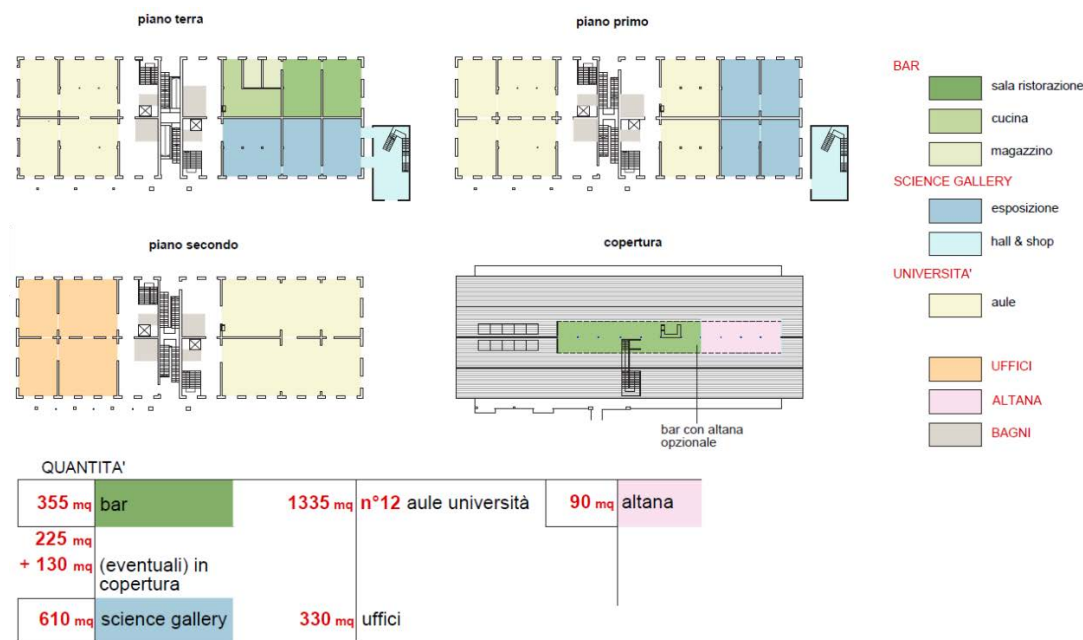 piano terra
piano primo
BAR
sala ristorazione
cucina
magazzino
SCIENCE GALLERY
esposizione
hall & shop
UNIVERSITA'
aule
UFFICI
ALTANA
BAGNI
piano secondo
copertura
bar con altana
opzionale
QUANTITA'
355 mq bar
1335 mq n°12 aule università
90 mq altana
225 mq
+ 130 mq (eventuali) in
copertura
610 mq science gallery
330 mq uffici